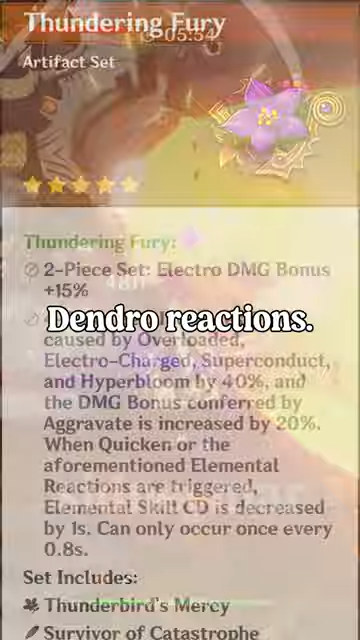 Thundering Fury
05:54
Artifact Set
Thundering Fury:
2-Piece Set: Electro DMG Bonus
+15%
Dendro reactions.
caused by Overloaded,
Electro-Charged, Superconduct,
and Hyperbloom by 40%, and
the DMG Bonus conferred by
Aggravate is increased by 20%.
When Quicken or the
aforementioned Elemental
Reactions are triggered,
Elemental Skill CD is decreased
by 1s. Can only occur once every
0.8s.
Set Includes:
Thunderbird's Mercy
Survivor of Catastrophe